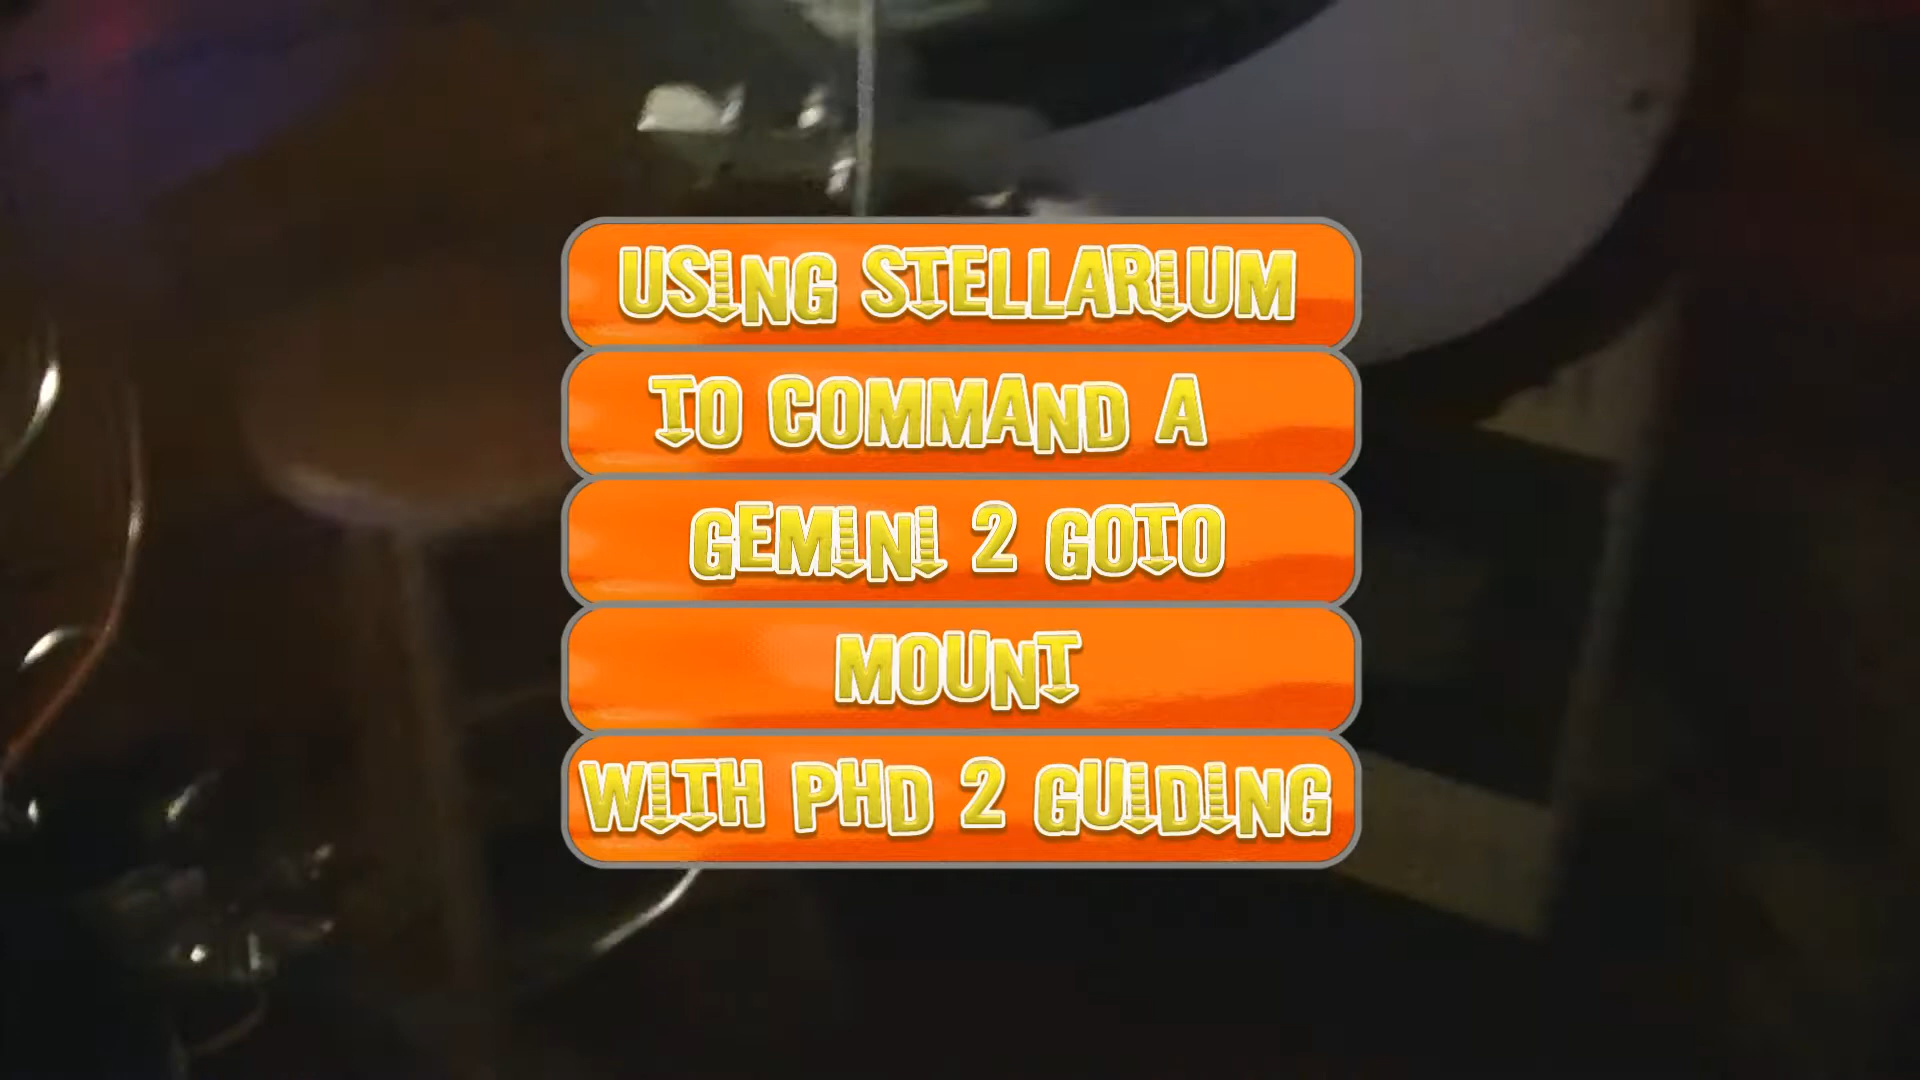 USING STELLARIUM
TO COMMAND A
GEMINI 2 GOTO
MOUNT
WITH PHD 2 GUIDING